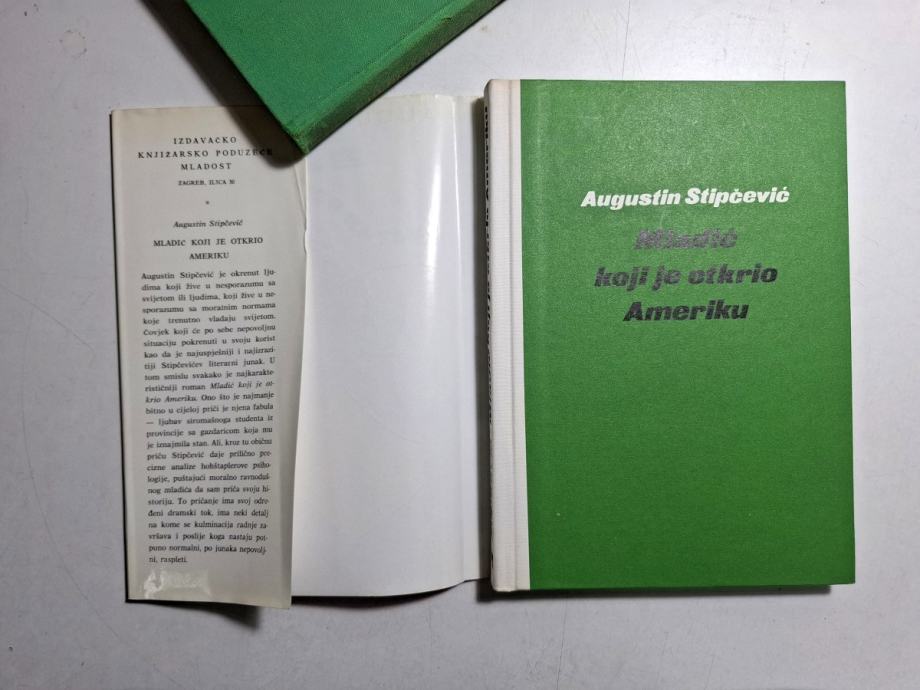 IZDAVAČKO
KNJIŽARSKO PODUZEĆE
MLADOST
ZAGREB, ILICA 30
*
Augustin Stipčević
MLADIĆ KOJI JE OTKRIO
AMERIKU
Augustin Stipčević je okrenut lju-
dima koji žive u nesporazumu sa
svijetom ili ljudima, koji žive u ne-
sporazumu sa moralnim normama
koje trenutno vladaju svijetom.
Čovjek koji će po sebe nepovoljnu
situaciju pokrenuti u svoju korist
kao da je najuspješniji i najizrazi-
tiji Stipčevićev literarni junak. U
tom smislu svakako je najkarakte-
rističniji roman Mladić koji je ot-
krio Ameriku. Ono što je najmanje
bitno u cijeloj priči je njena fabula
— ljubav siromašnog studenta iz
provincije sa gazdaricom koja mu
je iznajmila stan. Ali, kroz tu običnu
priču Stipčević daje prilično pre-
cizne analize hohštaplerove psiho-
logije, puštajući moralno ravnoduš-
nog mladića da sam priča svoju hi-
storiju. To pričanje ima svoj odre-
đeni dramski tok, ima neki detalj
na kome se kulminacija radnje za-
vršava i poslije koga nastaju pot-
puno normalni, po junaka nepovolj-
ni, raspleti.
Augustin Stipčević
Mladić
koji je otkrio
Ameriku